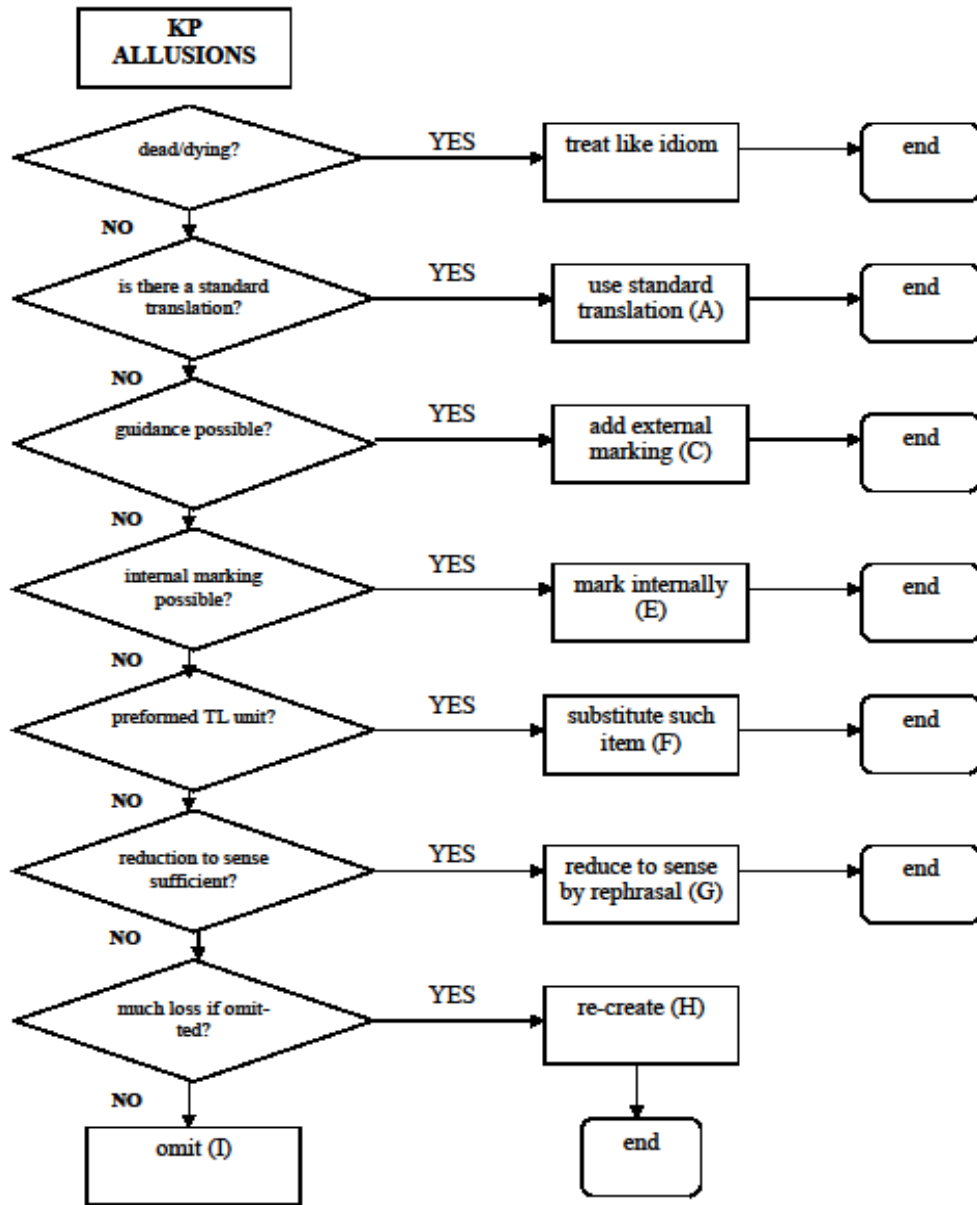 KP
ALLUSIONS
dead/dying?
YES
treat like idiom
end
NO
is there a standard
translation?
YES
use standard
translation (A)
end
NO
guidance possible?
YES
add external
marking (C)
end
NO
internal marking
possible?
YES
mark internally
(E)
end
NO
preformed TL unit?
YES
substitute such
item (F)
end
NO
reduction to sense
sufficient?
YES
reduce to sense
by rephrasal (G)
end
NO
much loss if omit-
ted?
YES
re-create (H)
NO
omit (I)
end